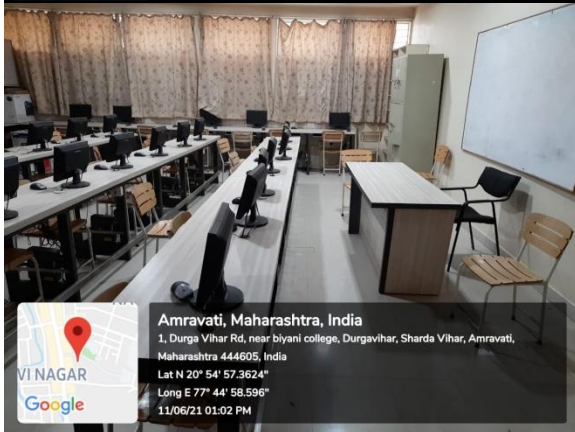 Amravati, Maharashtra, India
1, Durga Vihar Rd, near biyani college, Durgavihar, Sharda Vihar, Amravati,
Maharashtra 444605, India
Lat N 20° 54' 57.3624"
Long E 77° 44' 58.596"
11/06/21 01:02 PM
VI NAGAR
Google